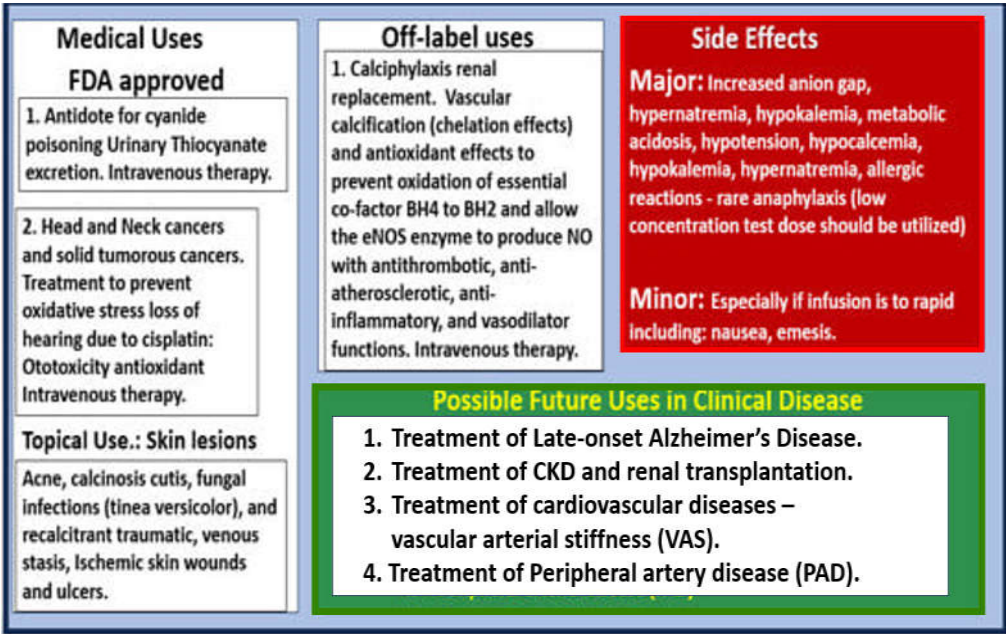 Medical Uses
FDA approved
1. Antidote for cyanide
poisoning Urinary Thiocyanate
excretion. Intravenous therapy.
2. Head and Neck cancers
and solid tumorous cancers.
Treatment to prevent
oxidative stress loss of
hearing due to cisplatin:
Ototoxicity antioxidant
Intravenous therapy.
Topical Use.: Skin lesions
Acne, calcinosis cutis, fungal
infections (tinea versicolor), and
recalcitrant traumatic, venous
stasis, Ischemic skin wounds
and ulcers.
Off-label uses
1. Calciphylaxis renal
replacement. Vascular
calcification (chelation effects)
and antioxidant effects to
prevent oxidation of essential
co-factor BH4 to BH2 and allow
the eNOS enzyme to produce NO
with antithrombotic, anti-
atherosclerotic, anti-
inflammatory, and vasodilator
functions. Intravenous therapy.
Side Effects
Major: Increased anion gap,
hypernatremia, hypokalemia, metabolic
acidosis, hypotension, hypocalcemia,
hypokalemia, hypernatremia, allergic
reactions - rare anaphylaxis (low
concentration test dose should be utilized)
Minor: Especially if infusion is to rapid
including: nausea, emesis.
Possible Future Uses in Clinical Disease
1. Treatment of Late-onset Alzheimer's Disease.
2. Treatment of CKD and renal transplantation.
3. Treatment of cardiovascular diseases –
vascular arterial stiffness (VAS).
4. Treatment of Peripheral artery disease (PAD).